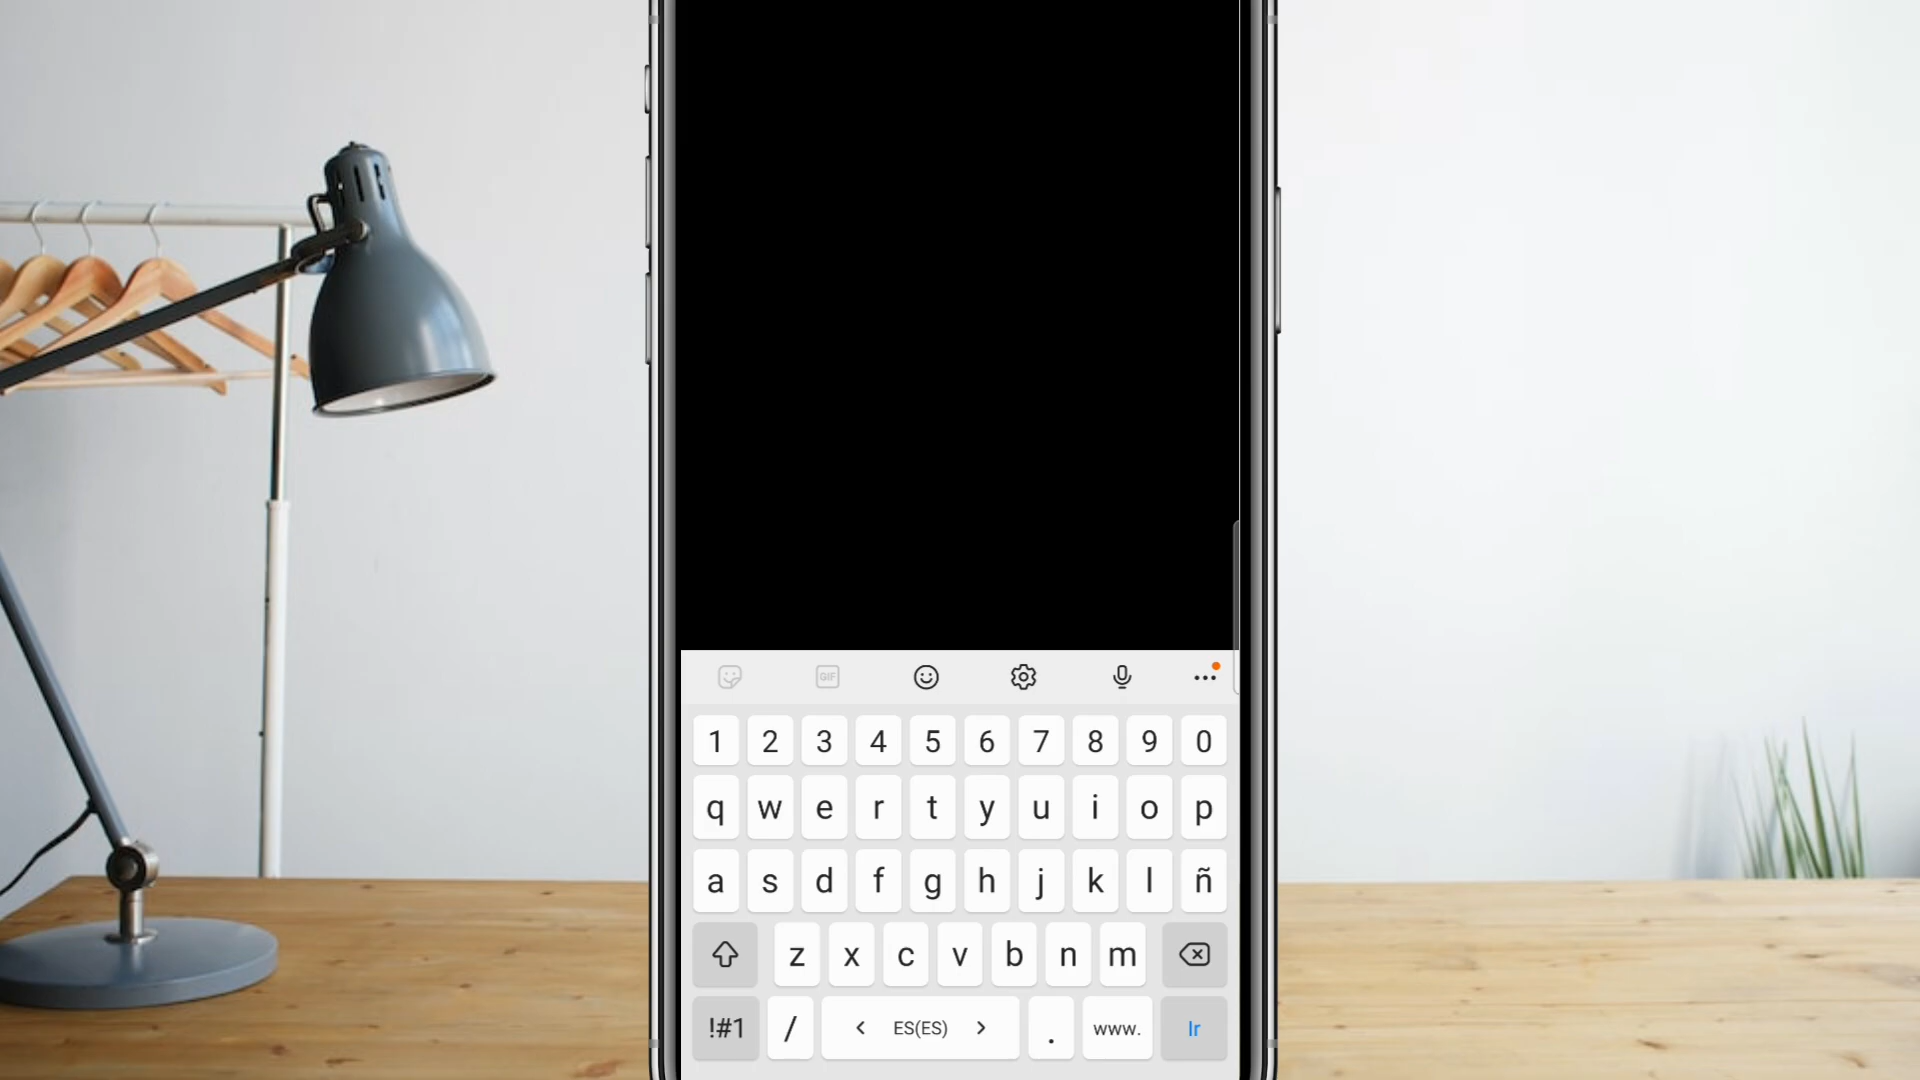 GIF
1 2 3 4 5 6 7 8 9 0
q w e r t y u i o p
a s d f g h j k l ñ
z x c v b n m
!#1 / < ES(ES) > . www. Ir